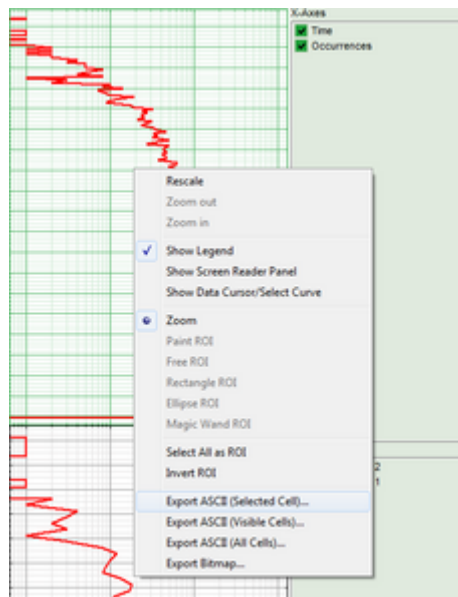 X-Axes
Time
Occurrences
Rescale
Zoom out
Zoom in
Show Legend
Show Screen Reader Panel
Show Data Cursor/Select Curve
Zoom
Paint ROI
Free ROI
Rectangle ROI
Ellipse ROI
Magic Wand ROI
Select All as ROI
Invert ROI
2
1
Export ASCII (Selected Cell)...
Export ASCII (Visible Cells)...
Export ASCII (All Cells)...
Export Bitmap...